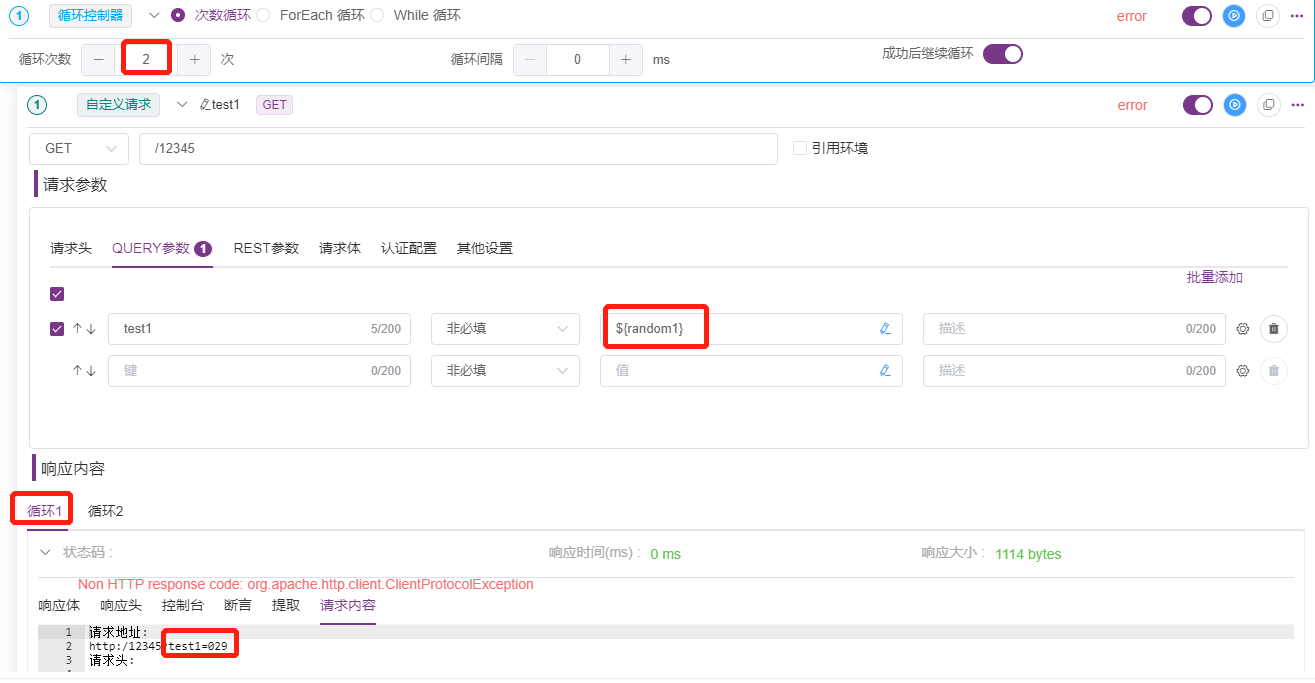 1 循环控制器 次数循环 ForEach 循环 While 循环 error
循环次数 − 2 + 次 循环间隔 − 0 + ms 成功后继续循环
1 自定义请求 test1 GET error
GET /12345 引用环境
请求参数
请求头 QUERY参数 1 REST参数 请求体 认证配置 其他设置
批量添加
test1 5/200 非必填 ${random1} 描述 0/200
键 0/200 非必填 值 描述 0/200
响应内容
循环1 循环2
状态码 : 响应时间(ms) : 0 ms 响应大小 : 1114 bytes
Non HTTP response code: org.apache.http.client.ClientProtocolException
响应体 响应头 控制台 断言 提取 请求内容
1 请求地址:
2 http:/12345?test1=029
3 请求头: